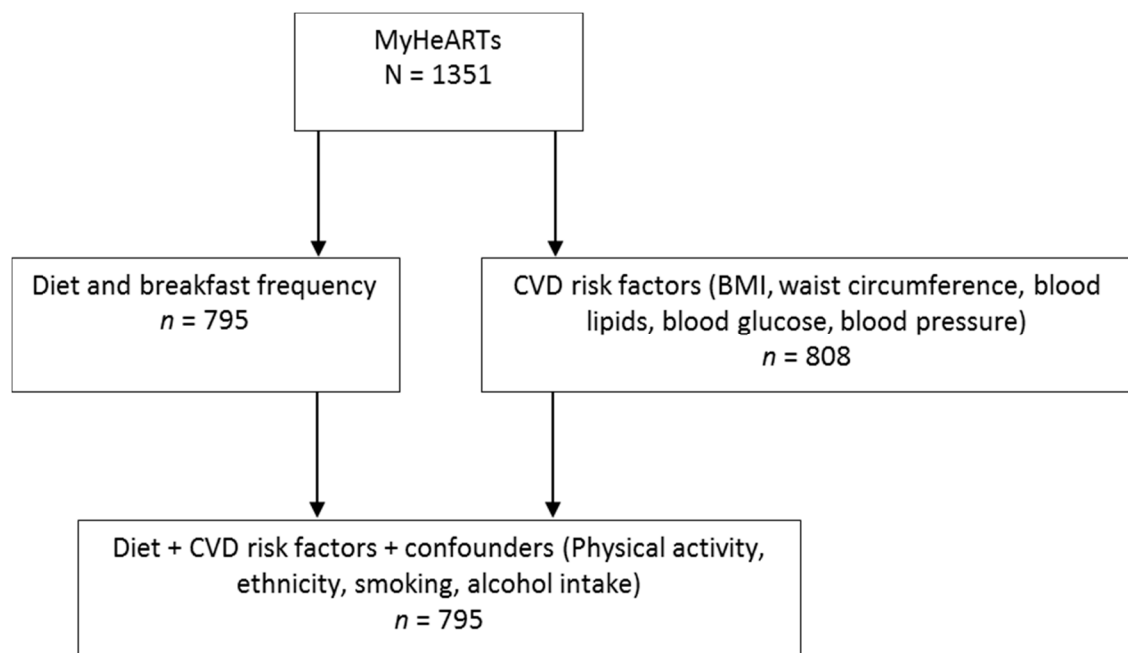 MyHeARTs
N = 1351
Diet and breakfast frequency
n = 795
CVD risk factors (BMI, waist circumference, blood
lipids, blood glucose, blood pressure)
n = 808
Diet + CVD risk factors + confounders (Physical activity,
ethnicity, smoking, alcohol intake)
n = 795